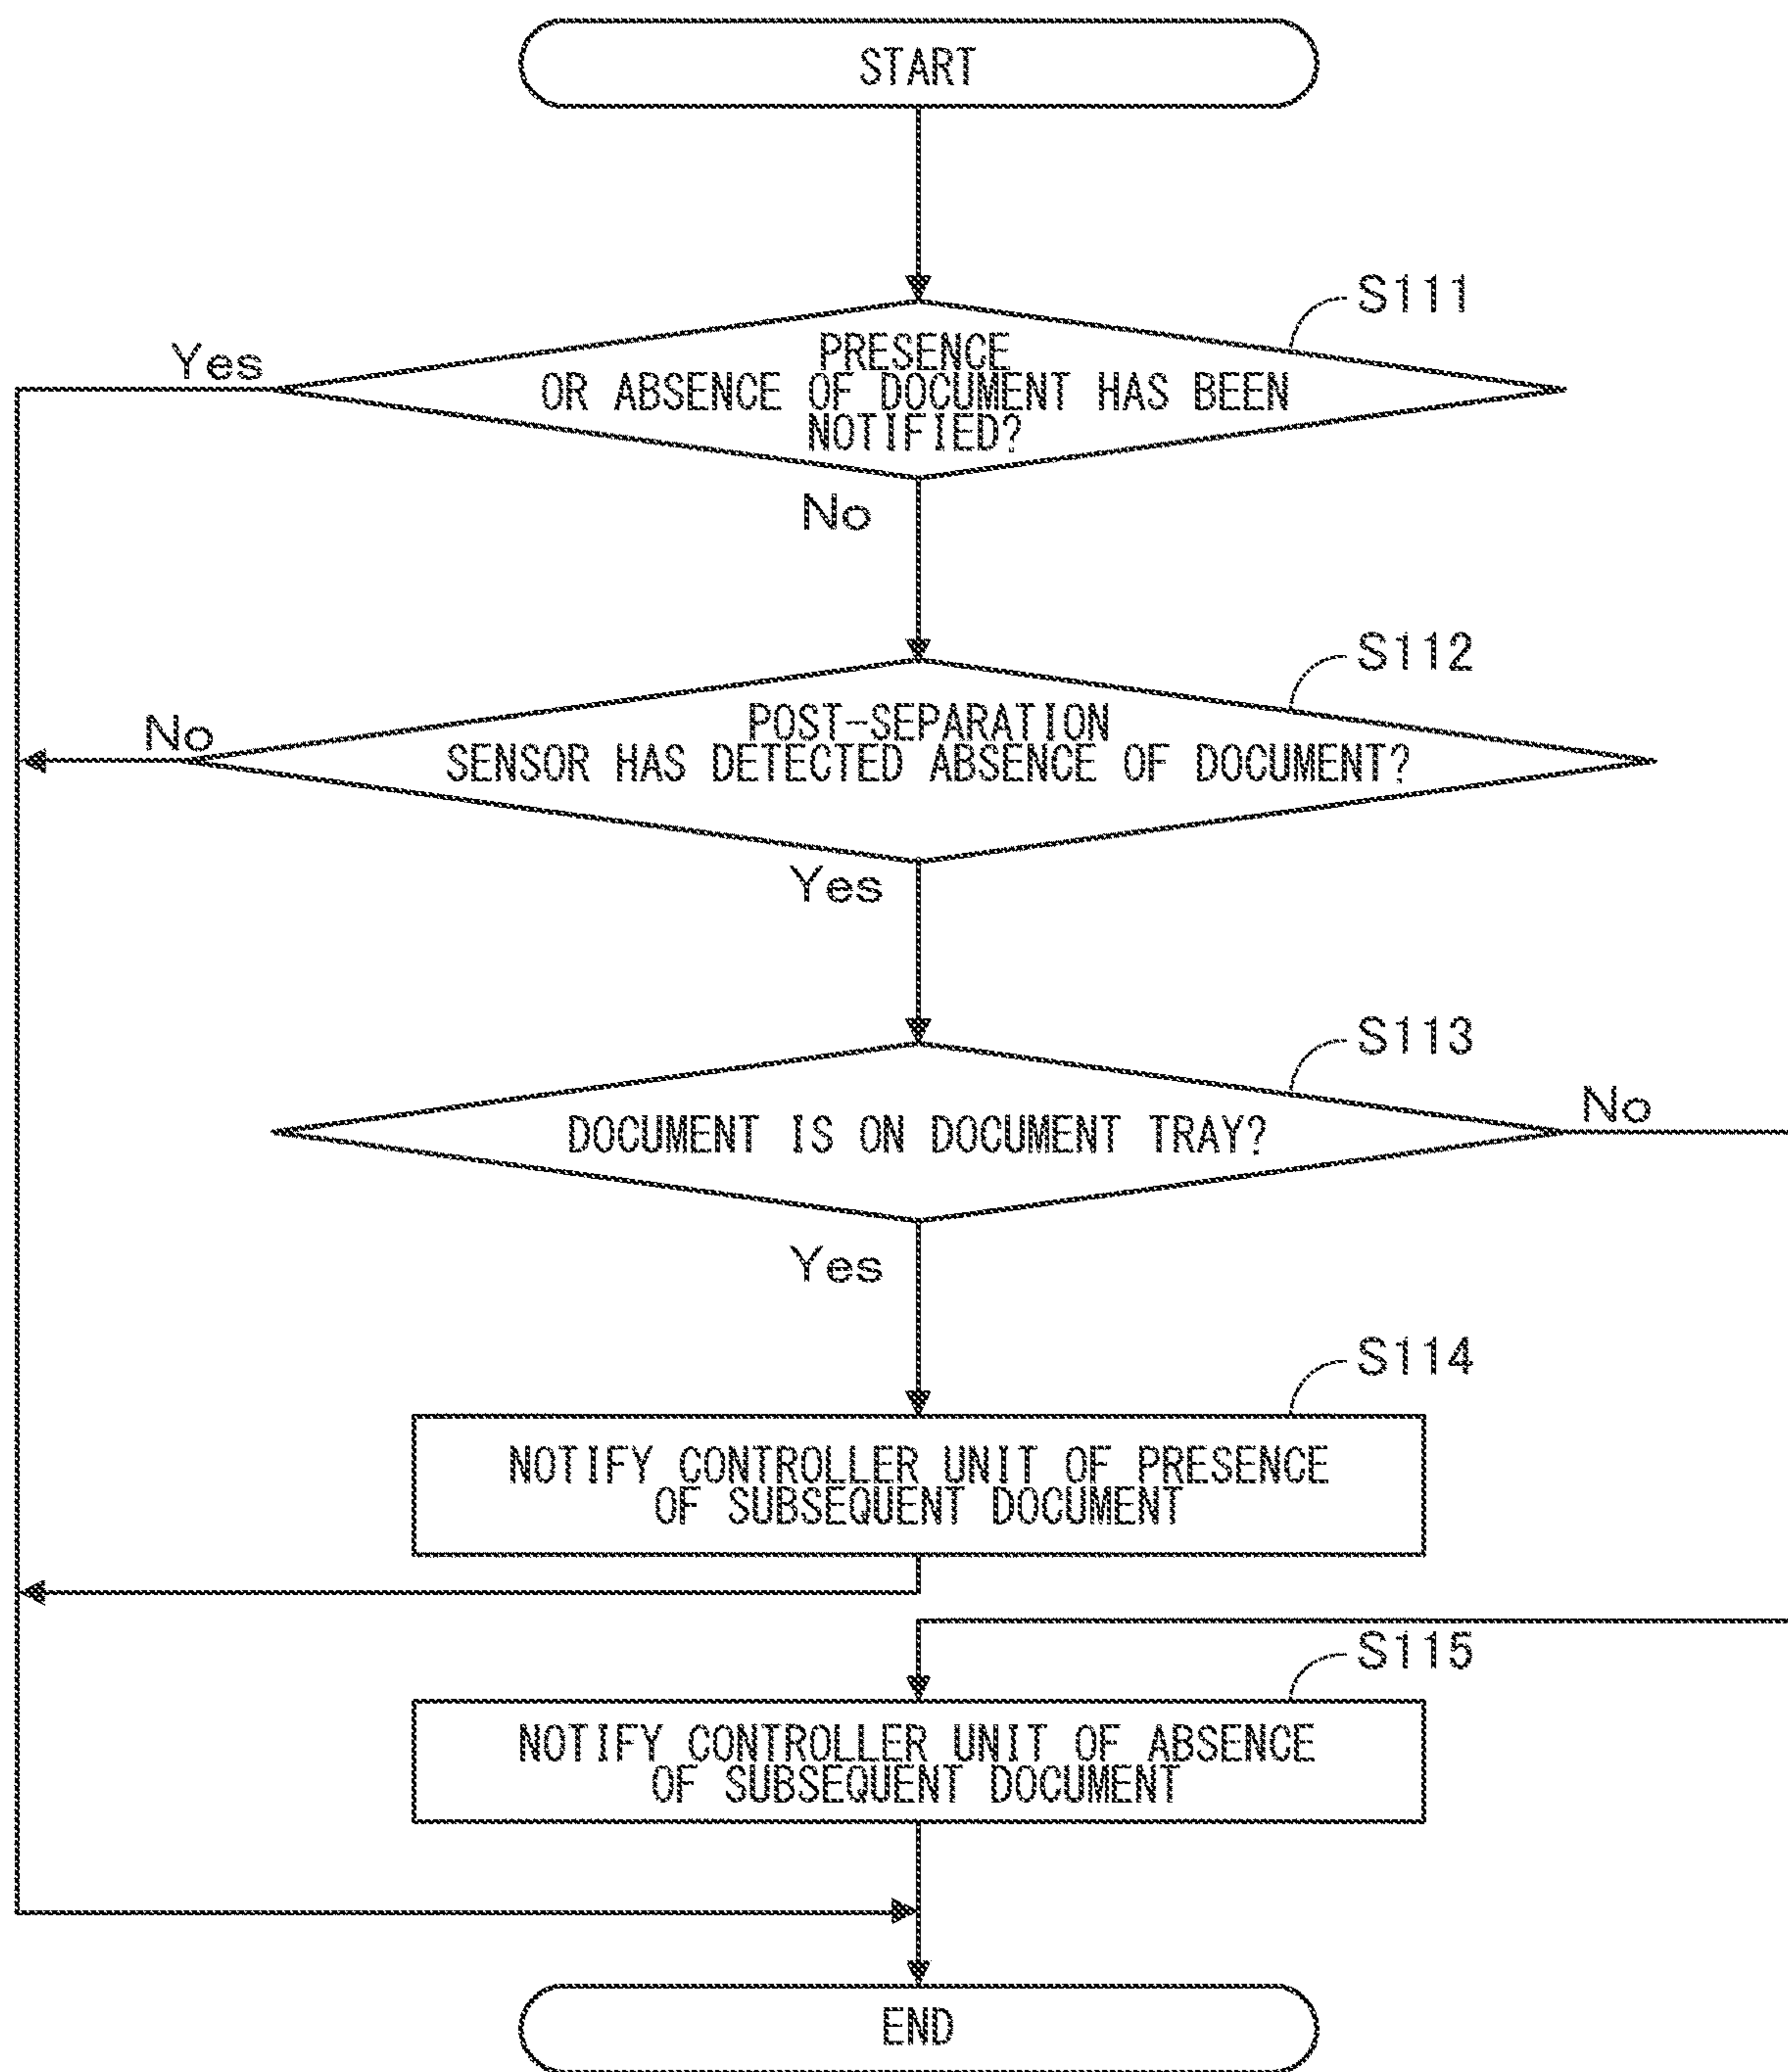 START
S111
Yes
PRESENCE
OR ABSENCE OF DOCUMENT HAS BEEN
NOTIFIED?
No
S112
No
POST-SEPARATION
SENSOR HAS DETECTED ABSENCE OF DOCUMENT?
Yes
S113
No
DOCUMENT IS ON DOCUMENT TRAY?
Yes
S114
NOTIFY CONTROLLER UNIT OF PRESENCE
OF SUBSEQUENT DOCUMENT
S115
NOTIFY CONTROLLER UNIT OF ABSENCE
OF SUBSEQUENT DOCUMENT
END